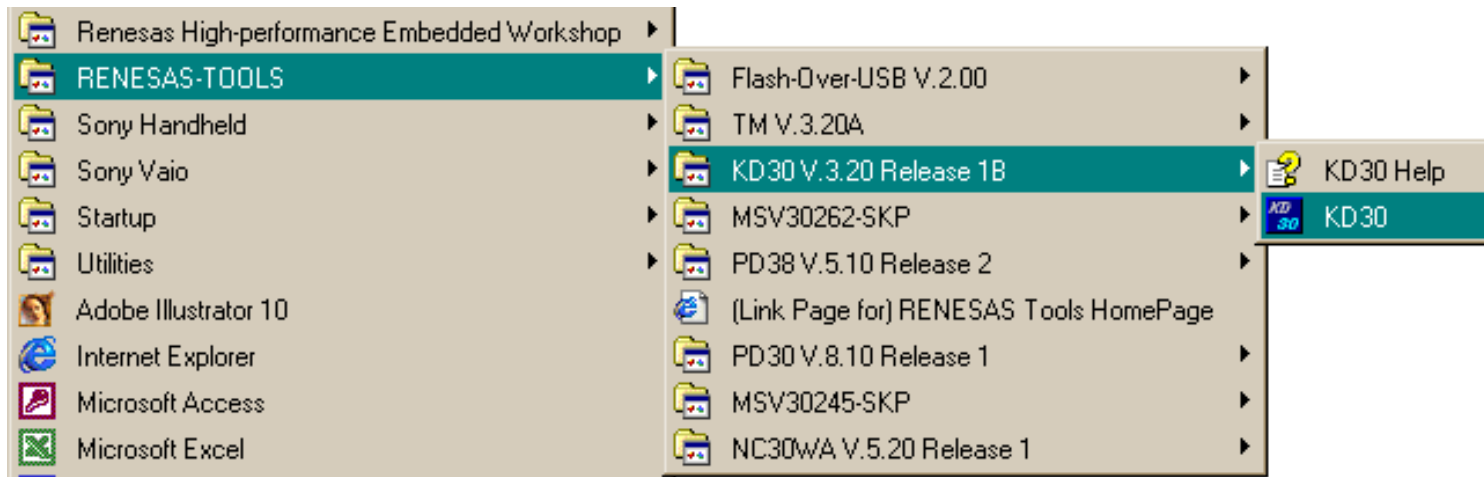 Renesas High-performance Embedded Workshop
RENESAS-TOOLS
Sony Handheld
Sony Vaio
Startup
Utilities
Adobe Illustrator 10
Internet Explorer
Microsoft Access
Microsoft Excel
Flash-Over-USB V.2.00
TM V.3.20A
KD30 V.3.20 Release 1B
MSV30262-SKP
PD38 V.5.10 Release 2
(Link Page for) RENESAS Tools HomePage
PD30 V.8.10 Release 1
MSV30245-SKP
NC30WA V.5.20 Release 1
KD30 Help
KD 30
KD30